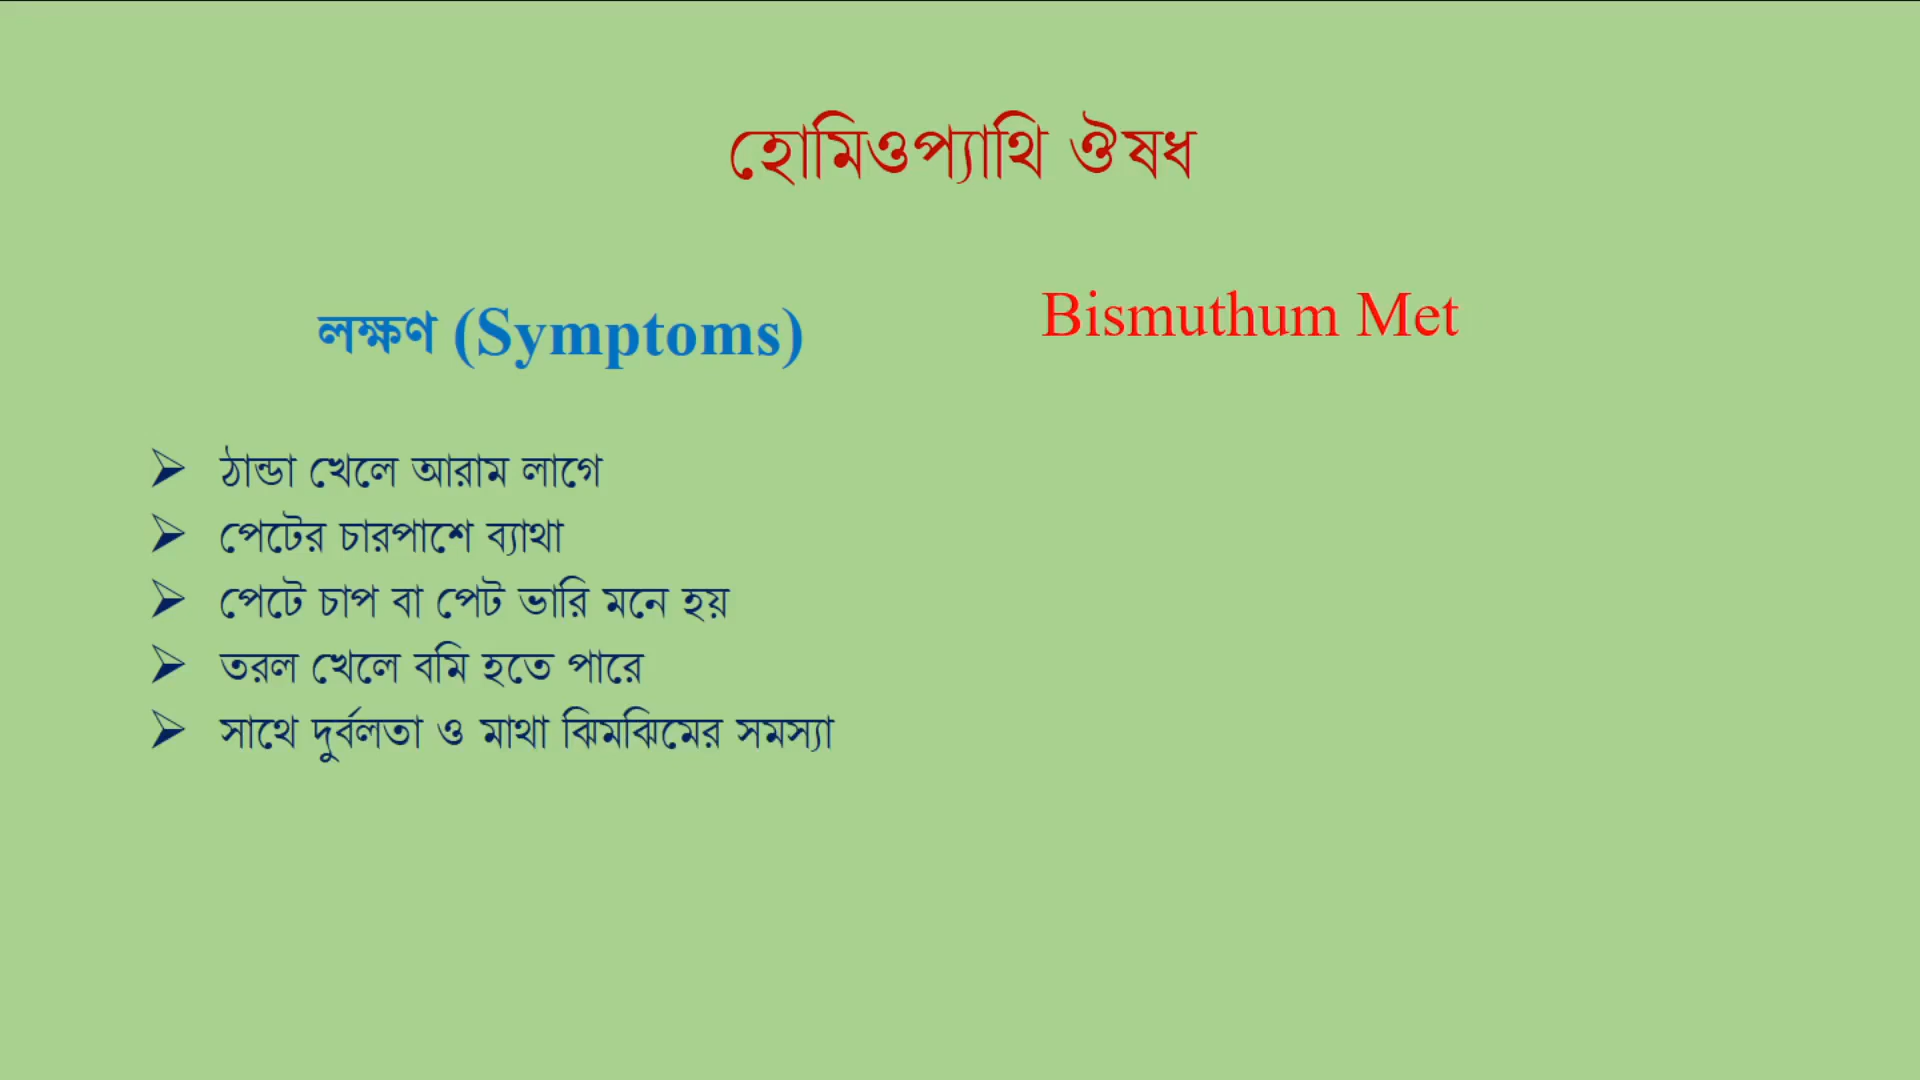 হোমিওপ্যাথি ঔষধ
লক্ষণ (Symptoms)
Bismuthum Met
➢ ঠান্ডা খেলে আরাম লাগে
➢ পেটের চারপাশে ব্যাথা
➢ পেটে চাপ বা পেট ভারি মনে হয়
➢ তরল খেলে বমি হতে পারে
➢ সাথে দুর্বলতা ও মাথা ঝিমঝিমের সমস্যা